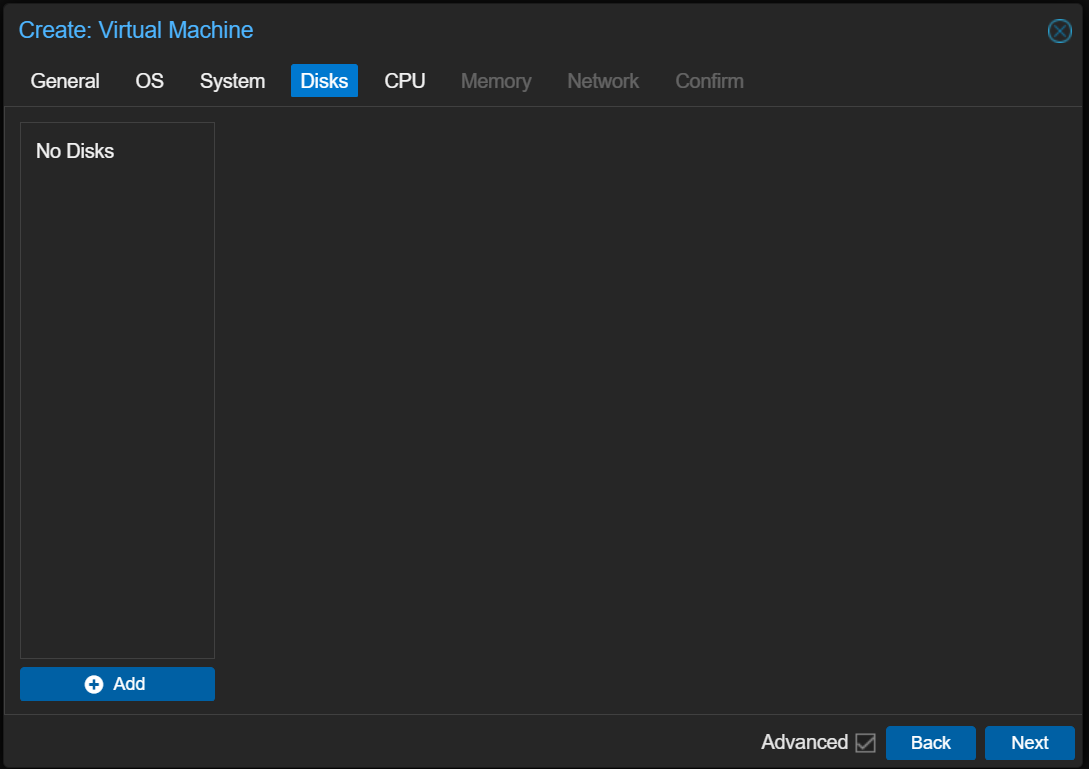 Create: Virtual Machine
General OS System Disks CPU Memory Network Confirm
No Disks
Add
Advanced Back Next